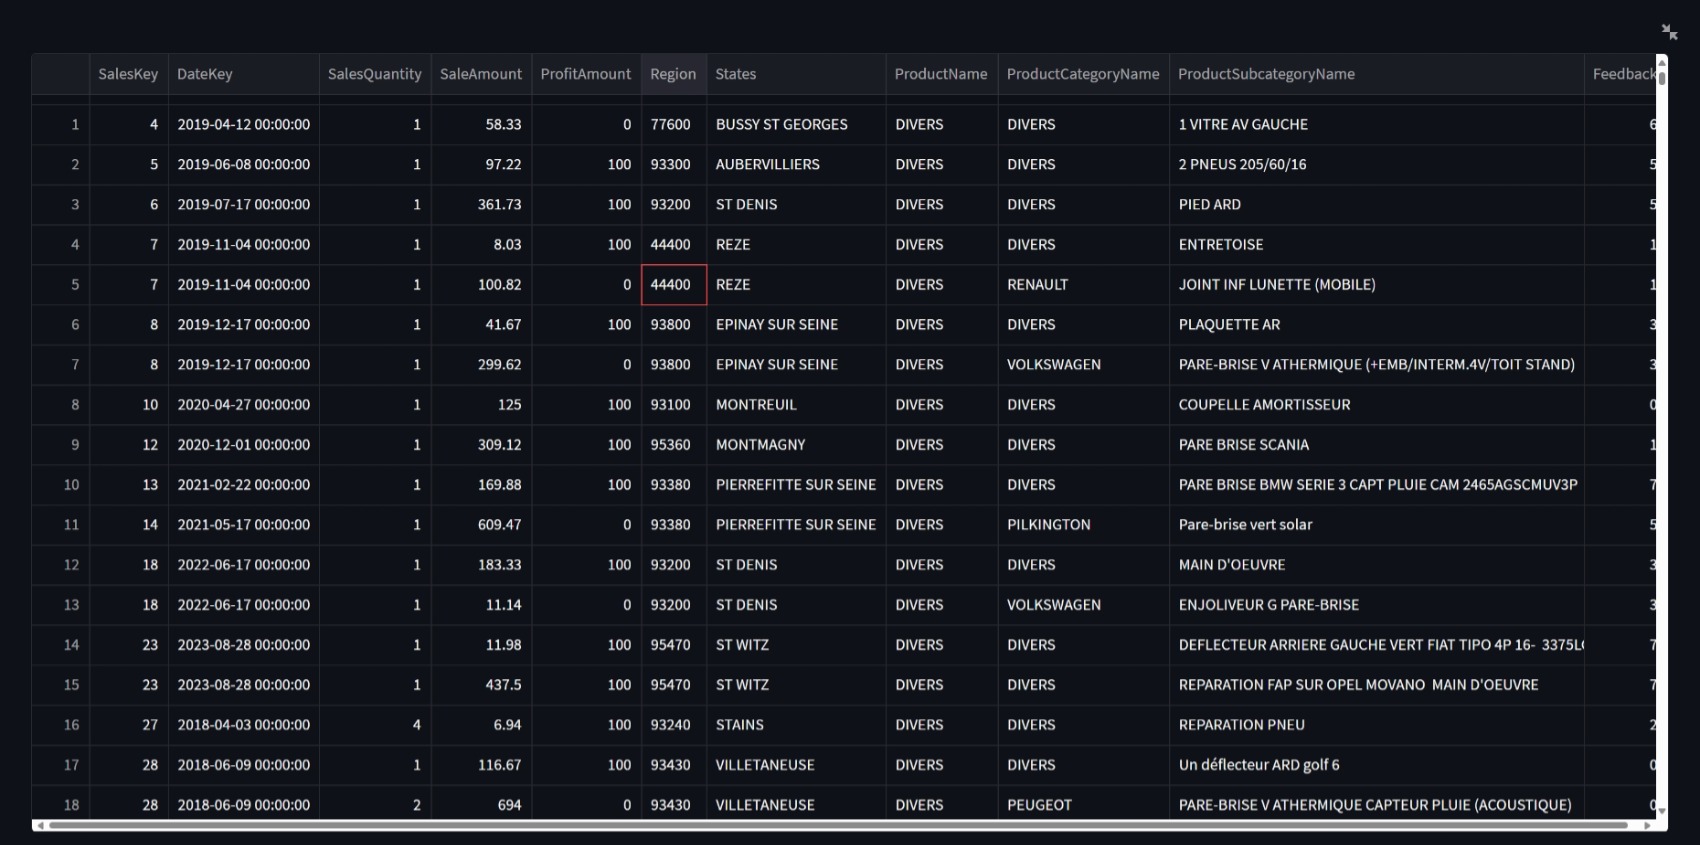 SalesKey DateKey SalesQuantity SaleAmount ProfitAmount Region States ProductName ProductCategoryName ProductSubcategoryName Feedback
1 4 2019-04-12 00:00:00 1 58.33 0 77600 BUSSY ST GEORGES DIVERS DIVERS 1 VITRE AV GAUCHE 6
2 5 2019-06-08 00:00:00 1 97.22 100 93300 AUBERVILLIERS DIVERS DIVERS 2 PNEUS 205/60/16 5
3 6 2019-07-17 00:00:00 1 361.73 100 93200 ST DENIS DIVERS DIVERS PIED ARD 5
4 7 2019-11-04 00:00:00 1 8.03 100 44400 REZE DIVERS DIVERS ENTRETOISE 1
5 7 2019-11-04 00:00:00 1 100.82 0 44400 REZE DIVERS RENAULT JOINT INF LUNETTE (MOBILE) 1
6 8 2019-12-17 00:00:00 1 41.67 100 93800 EPINAY SUR SEINE DIVERS DIVERS PLAQUETTE AR 3
7 8 2019-12-17 00:00:00 1 299.62 0 93800 EPINAY SUR SEINE DIVERS VOLKSWAGEN PARE-BRISE V ATHERMIQUE (+EMB/INTERM.4V/TOIT STAND) 3
8 10 2020-04-27 00:00:00 1 125 100 93100 MONTREUIL DIVERS DIVERS COUPELLE AMORTISSEUR 0
9 12 2020-12-01 00:00:00 1 309.12 100 95360 MONTMAGNY DIVERS DIVERS PARE BRISE SCANIA 1
10 13 2021-02-22 00:00:00 1 169.88 100 93380 PIERREFITTE SUR SEINE DIVERS DIVERS PARE BRISE BMW SERIE 3 CAPT PLUIE CAM 2465AGSCMUV3P 7
11 14 2021-05-17 00:00:00 1 609.47 0 93380 PIERREFITTE SUR SEINE DIVERS PILKINGTON Pare-brise vert solar 5
12 18 2022-06-17 00:00:00 1 183.33 100 93200 ST DENIS DIVERS DIVERS MAIN D'OEUVRE 3
13 18 2022-06-17 00:00:00 1 11.14 0 93200 ST DENIS DIVERS VOLKSWAGEN ENJOLIVEUR G PARE-BRISE 3
14 23 2023-08-28 00:00:00 1 11.98 100 95470 ST WITZ DIVERS DIVERS DEFLECTEUR ARRIERE GAUCHE VERT FIAT TIPO 4P 16- 3375L 7
15 23 2023-08-28 00:00:00 1 437.5 100 95470 ST WITZ DIVERS DIVERS REPARATION FAP SUR OPEL MOVANO MAIN D'OEUVRE 7
16 27 2018-04-03 00:00:00 4 6.94 100 93240 STAINS DIVERS DIVERS REPARATION PNEU 2
17 28 2018-06-09 00:00:00 1 116.67 100 93430 VILLETANEUSE DIVERS DIVERS Un déflecteur ARD golf 6 0
18 28 2018-06-09 00:00:00 2 694 0 93430 VILLETANEUSE DIVERS PEUGEOT PARE-BRISE V ATHERMIQUE CAPTEUR PLUIE (ACOUSTIQUE) 0